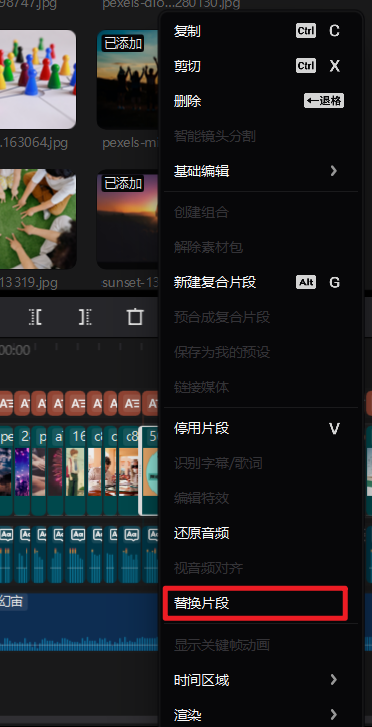 98747.jpg
pexels-dio...280130.jpg
复制 Ctrl C
剪切 Ctrl X
已添加
删除 ←退格
智能镜头分割
.163064.jpg
pexels-m
基础编辑
已添加
创建组合
解除素材包
13319.jpg
sunset-13
新建复合片段 Alt G
预合成复合片段
保存为我的预设
00:00
链接媒体
停用片段 V
识别字幕/歌词
编辑特效
还原音频
视音频对齐
幻宙
替换片段
显示关键帧动画
时间区域
渲染